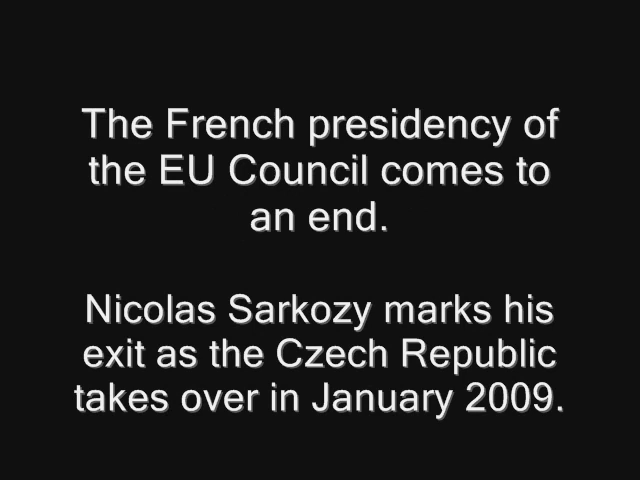 The French presidency of
the EU Council comes to
an end.
Nicolas Sarkozy marks his
exit as the Czech Republic
takes over in January 2009.